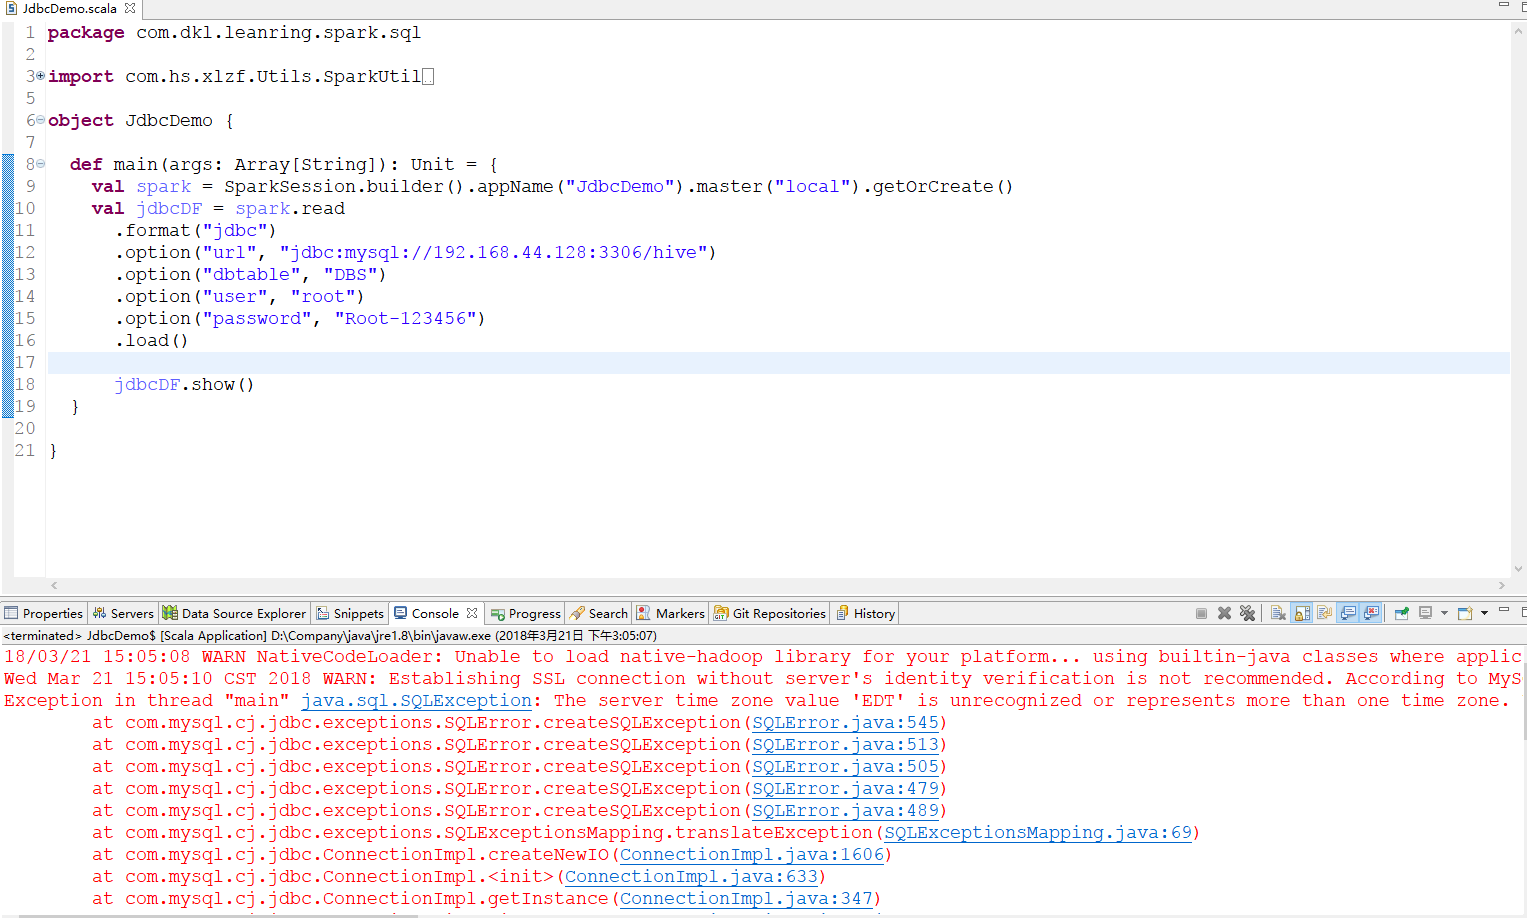 JdbcDemo.scala
1 package com.dkl.leanring.spark.sql
2
3 import com.hs.xlzf.Utils.SparkUtil
5
6 object JdbcDemo {
7
8 def main(args: Array[String]): Unit = {
9 val spark = SparkSession.builder().appName("JdbcDemo").master("local").getOrCreate()
10 val jdbcDF = spark.read
11 .format("jdbc")
12 .option("url", "jdbc:mysql://192.168.44.128:3306/hive")
13 .option("dbtable", "DBS")
14 .option("user", "root")
15 .option("password", "Root-123456")
16 .load()
17
18 jdbcDF.show()
19 }
20
21 }
Properties Servers Data Source Explorer Snippets Console Progress Search Markers Git Repositories History
<terminated> JdbcDemo$ [Scala Application] D:\Company\java\jre1.8\bin\javaw.exe (2018年3月21日 下午3:05:07)
18/03/21 15:05:08 WARN NativeCodeLoader: Unable to load native-hadoop library for your platform... using builtin-java classes where applic
Wed Mar 21 15:05:10 CST 2018 WARN: Establishing SSL connection without server's identity verification is not recommended. According to MyS
Exception in thread "main" java.sql.SQLException: The server time zone value 'EDT' is unrecognized or represents more than one time zone.
at com.mysql.cj.jdbc.exceptions.SQLError.createSQLException(SQLError.java:545)
at com.mysql.cj.jdbc.exceptions.SQLError.createSQLException(SQLError.java:513)
at com.mysql.cj.jdbc.exceptions.SQLError.createSQLException(SQLError.java:505)
at com.mysql.cj.jdbc.exceptions.SQLError.createSQLException(SQLError.java:479)
at com.mysql.cj.jdbc.exceptions.SQLError.createSQLException(SQLError.java:489)
at com.mysql.cj.jdbc.exceptions.SQLExceptionsMapping.translateException(SQLExceptionsMapping.java:69)
at com.mysql.cj.jdbc.ConnectionImpl.createNewIO(ConnectionImpl.java:1606)
at com.mysql.cj.jdbc.ConnectionImpl.<init>(ConnectionImpl.java:633)
at com.mysql.cj.jdbc.ConnectionImpl.getInstance(ConnectionImpl.java:347)